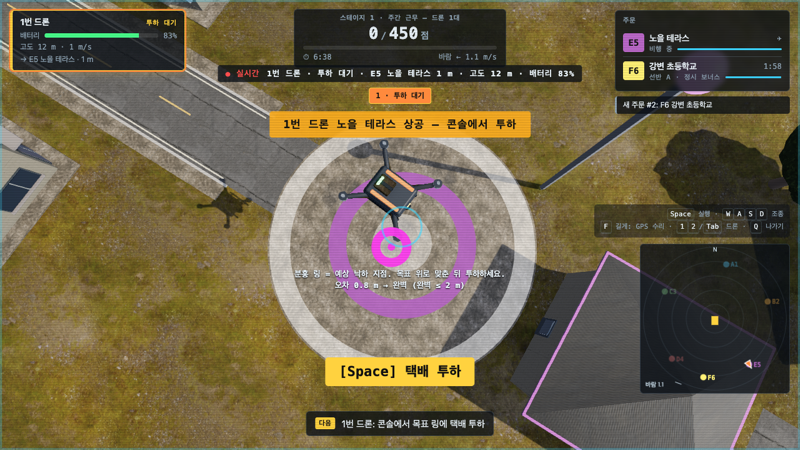 1번 드론 투하 대기
배터리 83%
고도 12 m · 1 m/s
→ E5 노을 테라스 · 1 m
스테이지 1 · 주간 근무 — 드론 1대
0 / 450점
6:38 바람 ← 1.1 m/s
● 실시간 1번 드론 · 투하 대기 · E5 노을 테라스 1 m · 고도 12 m · 배터리 83%
1 · 투하 대기
1번 드론 노을 테라스 상공 — 콘솔에서 투하
주문
E5 노을 테라스
비행 중
F6 강변 초등학교 1:58
선반 A · 정시 보너스
새 주문 #2: F6 강변 초등학교
Space 실행 · W A S D 조종
F 길게: GPS 수리 · 1 2 / Tab 드론 · Q 나가기
분홍 링 = 예상 낙하 지점. 목표 위로 맞춘 뒤 투하하세요.
오차 0.8 m → 완벽 (완벽 ≤ 2 m)
N
A1
C3
B2
D4
E5
F6
바람 1.1
[Space] 택배 투하
다음 1번 드론: 콘솔에서 목표 링에 택배 투하